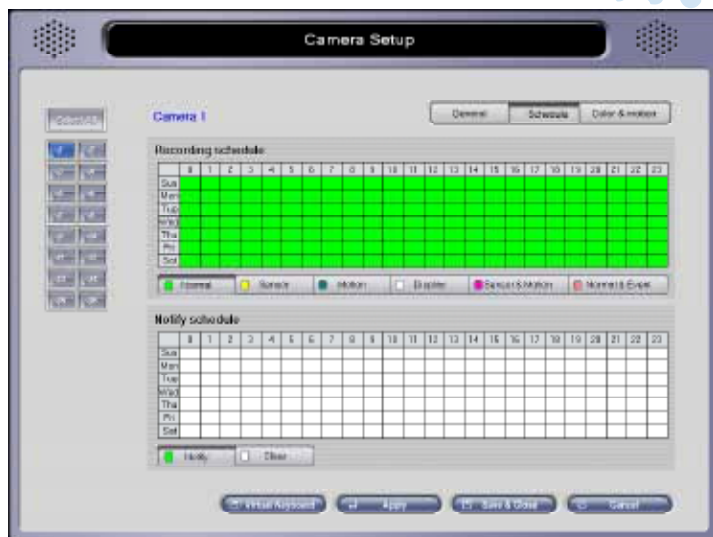 Camera Setup
Select All
Camera 1
General Schedule Color & motion
Recording schedule
0 1 2 3 4 5 6 7 8 9 10 11 12 13 14 15 16 17 18 19 20 21 22 23
Sun
Mon
Tue
Wed
Thu
Fri
Sat
Normal Sensor Motion Display Sensor & Motion Normal & Event
Notify schedule
0 1 2 3 4 5 6 7 8 9 10 11 12 13 14 15 16 17 18 19 20 21 22 23
Sun
Mon
Tue
Wed
Thu
Fri
Sat
Notify Clear
Virtual Keyboard Apply Save & Close Cancel